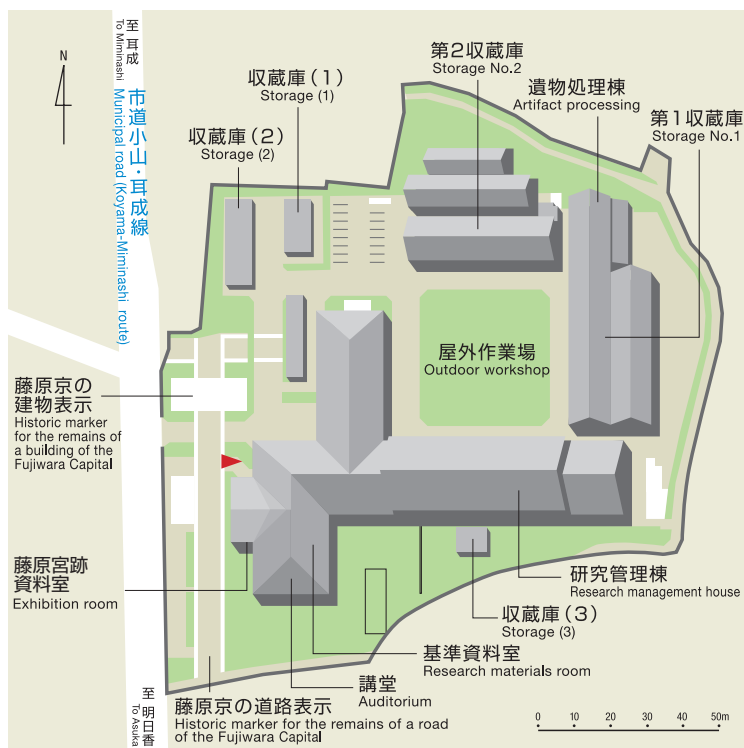 N
至 耳成
To Miminashi
市道小山・耳成線
Municipal road (Koyama-Miminashi route)
収蔵庫(1)
Storage (1)
収蔵庫(2)
Storage (2)
第2収蔵庫
Storage No.2
遺物処理棟
Artifact processing
第1収蔵庫
Storage No.1
屋外作業場
Outdoor workshop
藤原京の
建物表示
Historic marker
for the remains of
a building of the
Fujiwara Capital
藤原宮跡
資料室
Exhibition room
研究管理棟
Research management house
収蔵庫(3)
Storage (3)
基準資料室
Research materials room
講堂
Auditorium
藤原京の道路表示
Historic marker for the remains of a road
of the Fujiwara Capital
至 明日香
To Asuka
0 10 20 30 40 50m